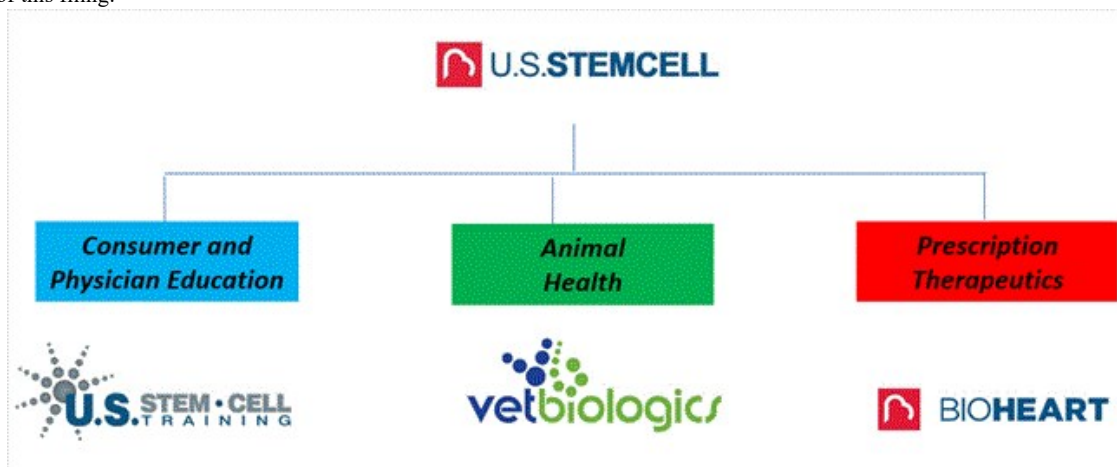 of this filing.
U.S.STEMCELL
Consumer and
Physician Education
Animal
Health
Prescription
Therapeutics
U.S. STEM•CELL
TRAINING
vetbiologics
BIOHEART